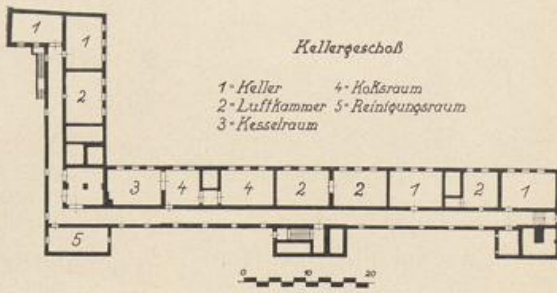 Kellergeschoß
1 = Keller 4 = Koksraum
2 = Luftkammer 5 = Reinigungsraum
3 = Kesselraum
1 1
2
3 4 4 2 2 1 2 1
5
0 10 20